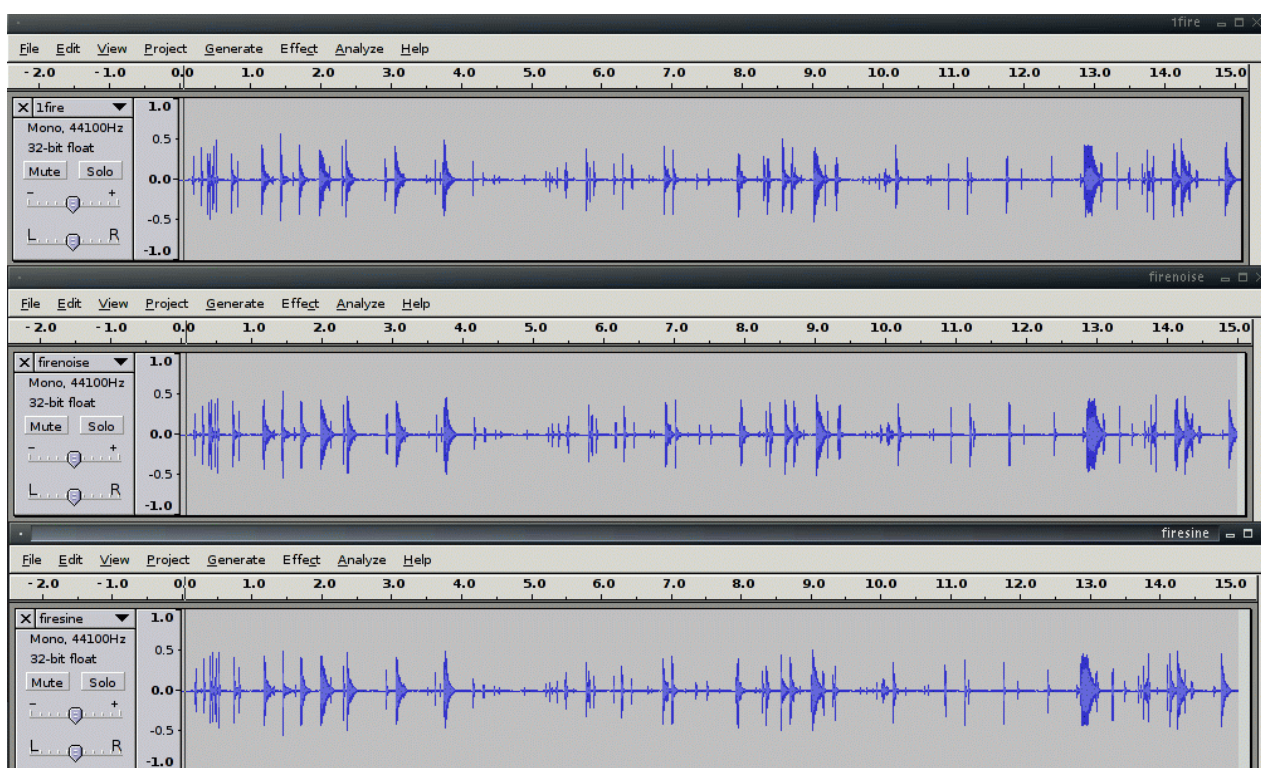 1fire
File Edit View Project Generate Effect Analyze Help
- 2.0 - 1.0 0.0 1.0 2.0 3.0 4.0 5.0 6.0 7.0 8.0 9.0 10.0 11.0 12.0 13.0 14.0 15.0
X 1fire 1.0
Mono, 44100Hz
32-bit float 0.5
Mute Solo
- + 0.0
-0.5
L R
-1.0
firenoise
File Edit View Project Generate Effect Analyze Help
- 2.0 - 1.0 0.0 1.0 2.0 3.0 4.0 5.0 6.0 7.0 8.0 9.0 10.0 11.0 12.0 13.0 14.0 15.0
X firenoise 1.0
Mono, 44100Hz
32-bit float 0.5
Mute Solo
- + 0.0
-0.5
L R
-1.0
firesine
File Edit View Project Generate Effect Analyze Help
- 2.0 - 1.0 0.0 1.0 2.0 3.0 4.0 5.0 6.0 7.0 8.0 9.0 10.0 11.0 12.0 13.0 14.0 15.0
X firesine 1.0
Mono, 44100Hz
32-bit float 0.5
Mute Solo
- + 0.0
-0.5
L R
-1.0